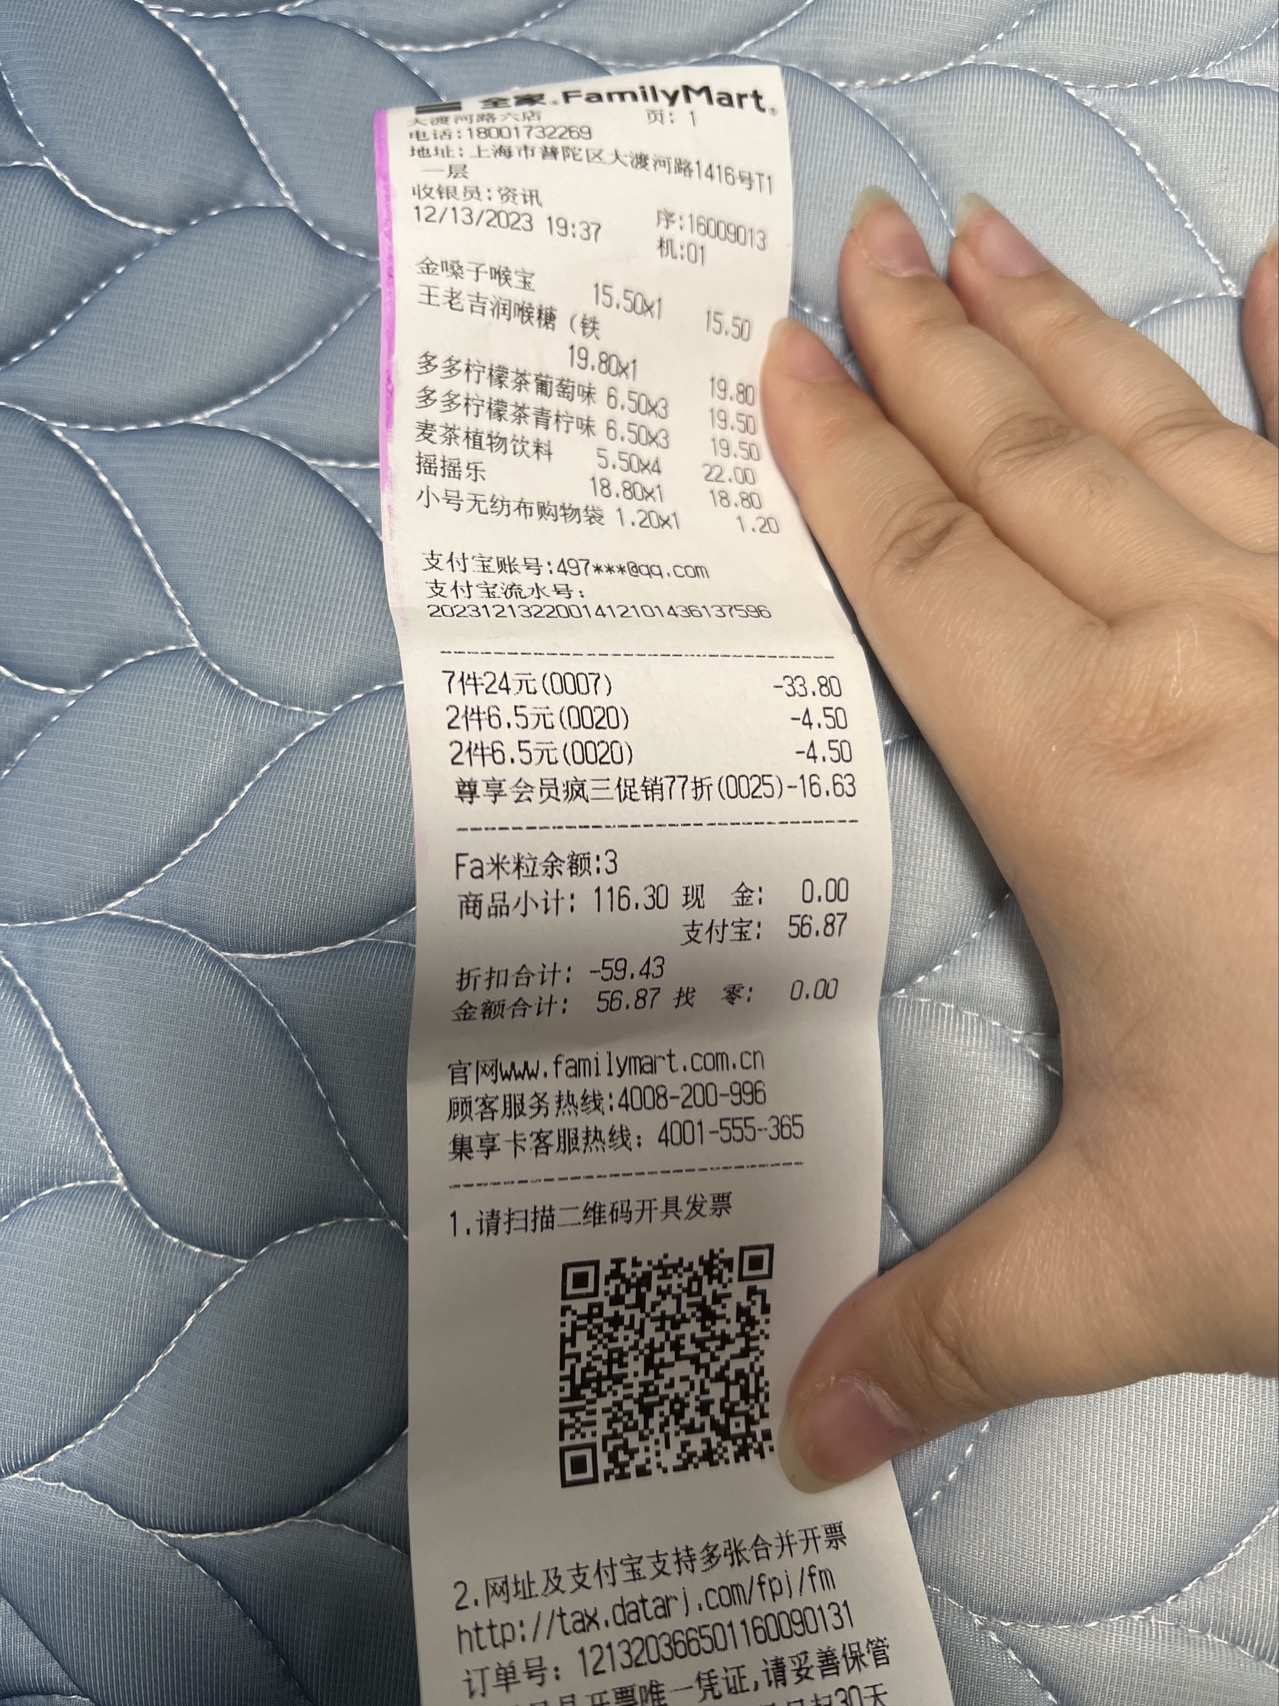 全家.FamilyMart.
大渡河路六店 页: 1
电话:18001732269
地址:上海市普陀区大渡河路1416号T1
一层
收银员:资讯 序:16009013
12/13/2023 19:37 机:01
金嗓子喉宝 15.50x1 15.50
王老吉润喉糖（铁
19.80x1 19.80
多多柠檬茶葡萄味 6.50x3 19.50
多多柠檬茶青柠味 6.50x3 19.50
麦茶植物饮料 5.50x4 22.00
摇摇乐 18.80x1 18.80
小号无纺布购物袋 1.20x1 1.20
支付宝账号:497***@qq.com
支付宝流水号:
2023121322001412101436137596
7件24元(0007) -33.80
2件6.5元(0020) -4.50
2件6.5元(0020) -4.50
尊享会员疯三促销77折(0025)-16.63
Fa米粒余额:3
商品小计: 116.30 现 金: 0.00
支付宝: 56.87
折扣合计: -59.43
金额合计: 56.87 找 零: 0.00
官网www.familymart.com.cn
顾客服务热线:4008-200-996
集享卡客服热线: 4001-555-365
1.请扫描二维码开具发票
2.网址及支付宝支持多张合并开票
http://tax.datarj.com/fpj/fm
订单号: 121320366501160090131
开票唯一凭证,请妥善保管
30天